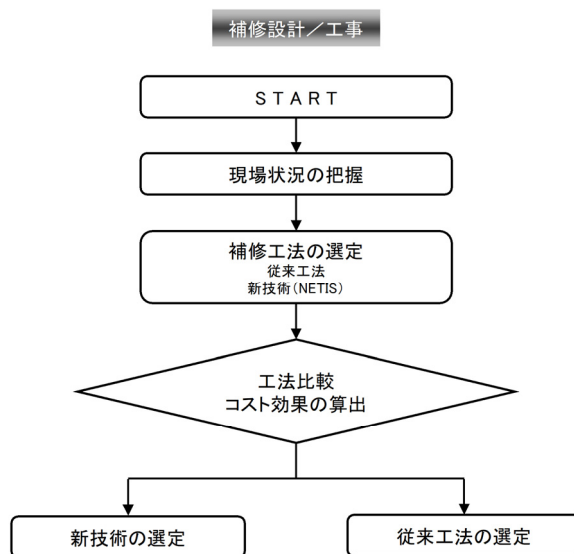 補修設計／工事
ＳＴＡＲＴ
現場状況の把握
補修工法の選定
従来工法
新技術（NETIS）
工法比較
コスト効果の算出
新技術の選定
従来工法の選定